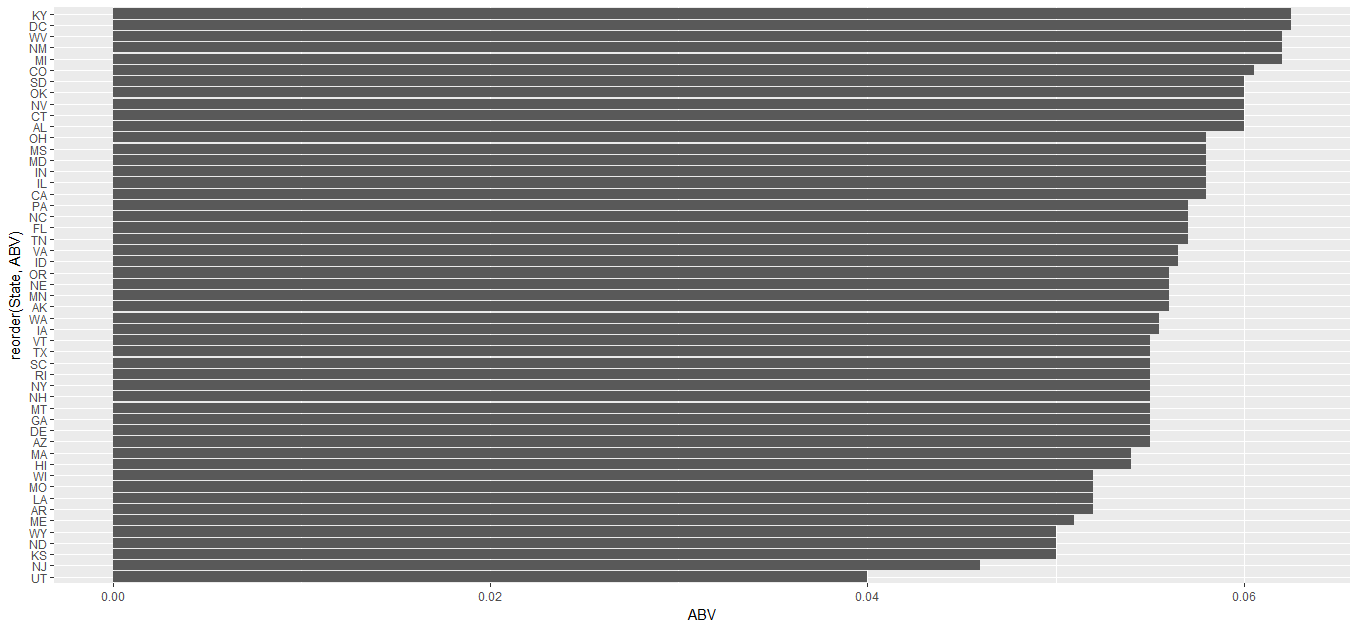 KY
DC
WV
NM
MI
CO
SD
OK
NV
CT
AL
OH
MS
MD
IN
IL
CA
PA
NC
FL
TN
VA
ID
OR
NE
MN
AK
WA
IA
VT
TX
SC
RI
NY
NH
MT
GA
DE
AZ
MA
HI
WI
MO
LA
AR
ME
WY
ND
KS
NJ
UT
reorder(State, ABV)
0.00 0.02 0.04 0.06
ABV